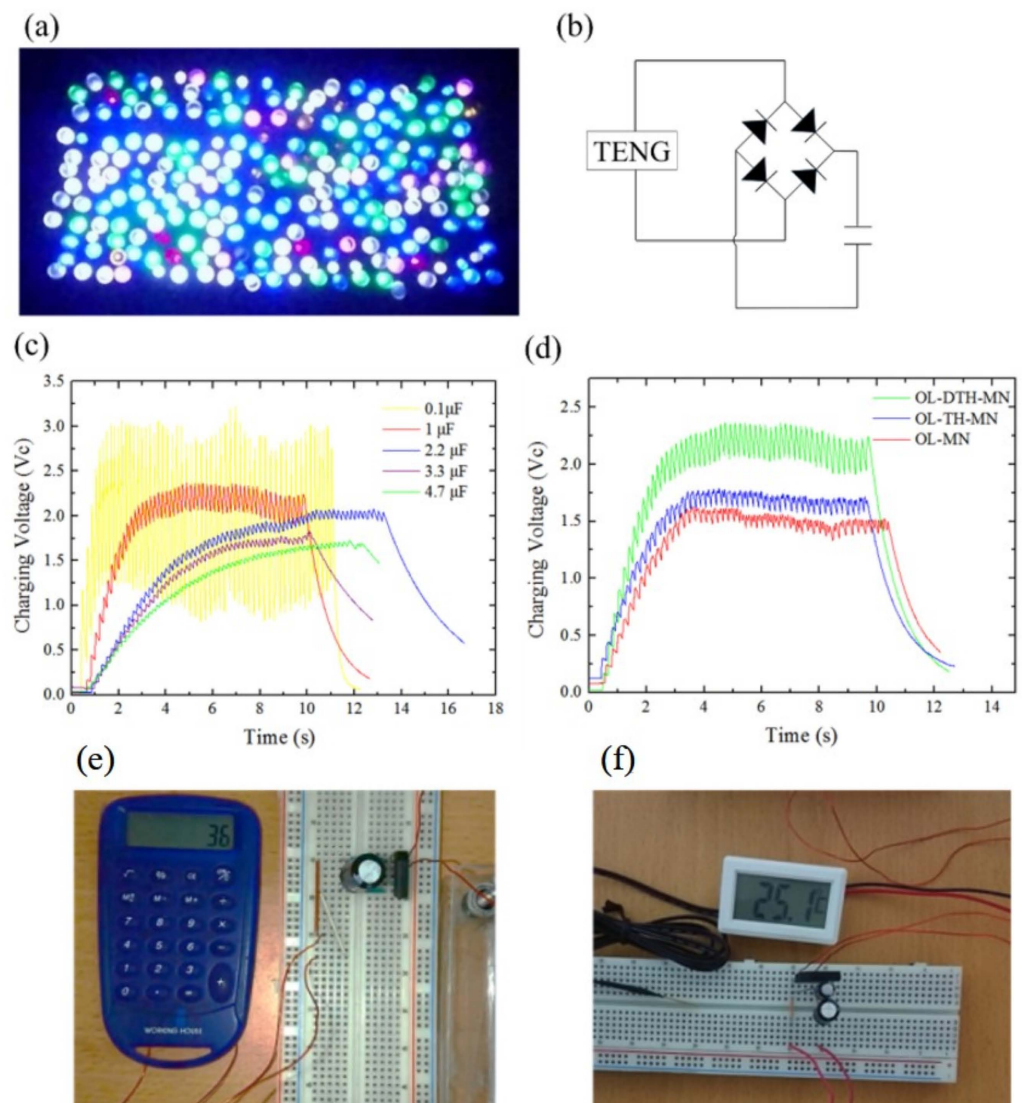 (a)
(b)
TENG
(c)
(d)
3.5
3.0
2.5
2.0
1.5
1.0
0.5
0.0
Charging Voltage (Vc)
0.1μF
1 μF
2.2 μF
3.3 μF
4.7 μF
0 2 4 6 8 10 12 14 16 18
Time (s)
2.5
2.0
1.5
1.0
0.5
0.0
Charging Voltage (Vc)
OL-DTH-MN
OL-TH-MN
OL-MN
0 2 4 6 8 10 12 14
Time (s)
(e)
(f)
36
7 8 9 ×
4 5 6 -
1 2 3 +
0 . =
25.1°C